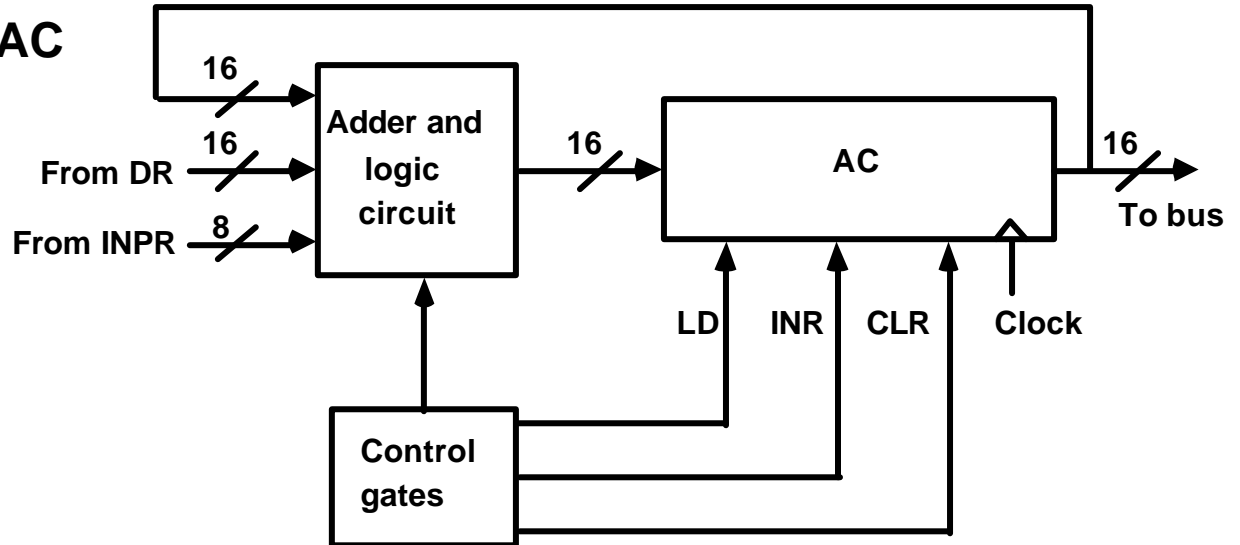 AC
16
16
From DR
8
From INPR
Adder and
logic
circuit
16
AC
16
To bus
LD
INR
CLR
Clock
Control
gates